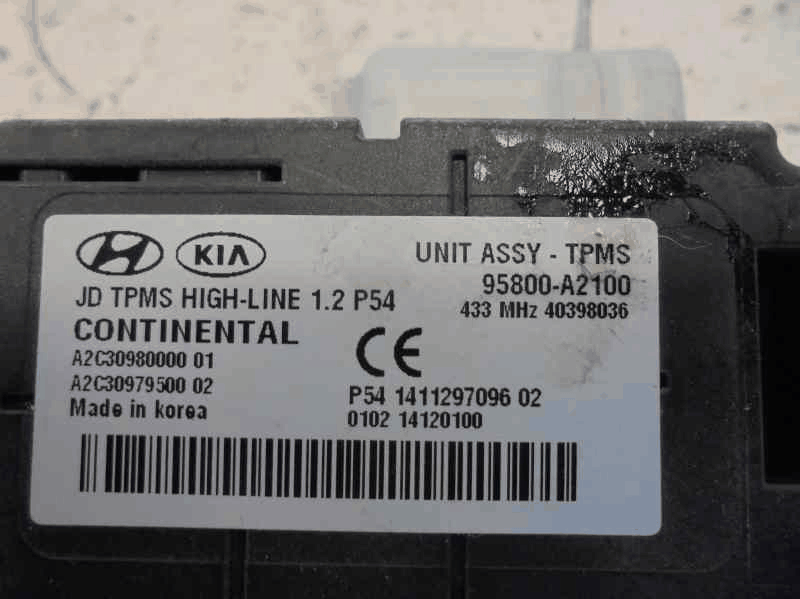 KIA
UNIT ASSY - TPMS
95800-A2100
JD TPMS HIGH-LINE 1.2 P54
433 MHz 40398036
CONTINENTAL
CE
A2C30980000 01
A2C30979500 02
P54 1411297096 02
Made in korea
0102 14120100